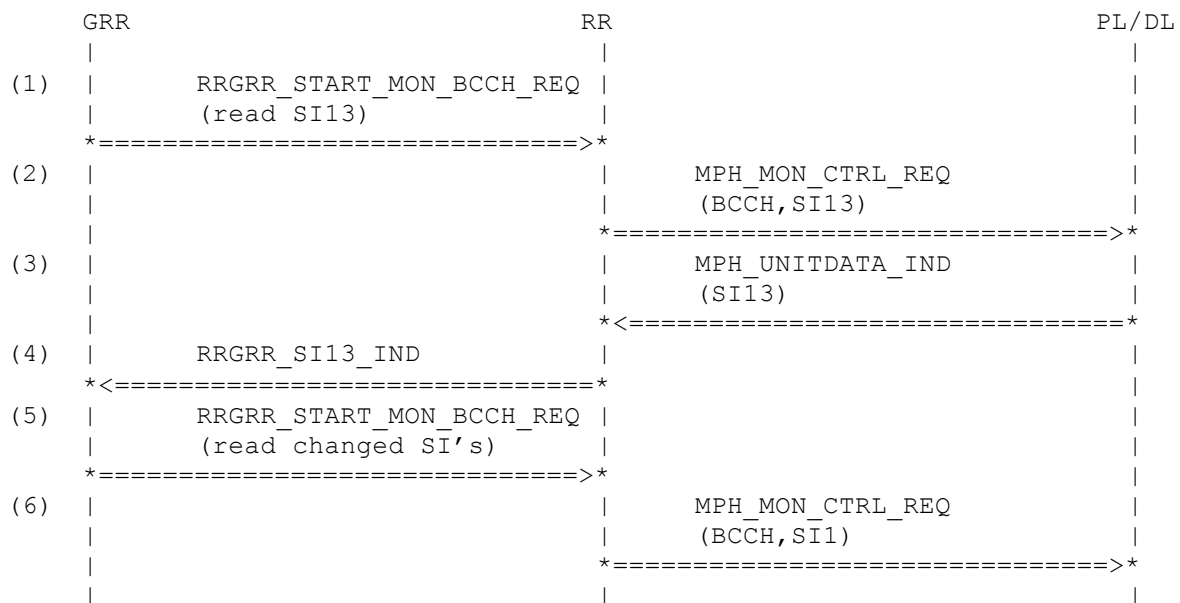 GRR RR PL/DL
| | |
(1) | RRGRR_START_MON_BCCH_REQ | |
| (read SI13) | |
*==============================>* |
(2) | | MPH_MON_CTRL_REQ |
| | (BCCH,SI13) |
| *===============================>*
(3) | | MPH_UNITDATA_IND |
| | (SI13) |
| *<===============================*
(4) | RRGRR_SI13_IND | |
*<==============================* |
(5) | RRGRR_START_MON_BCCH_REQ | |
| (read changed SI’s) | |
*==============================>* |
(6) | | MPH_MON_CTRL_REQ |
| | (BCCH,SI1) |
| *===============================>*
| | |